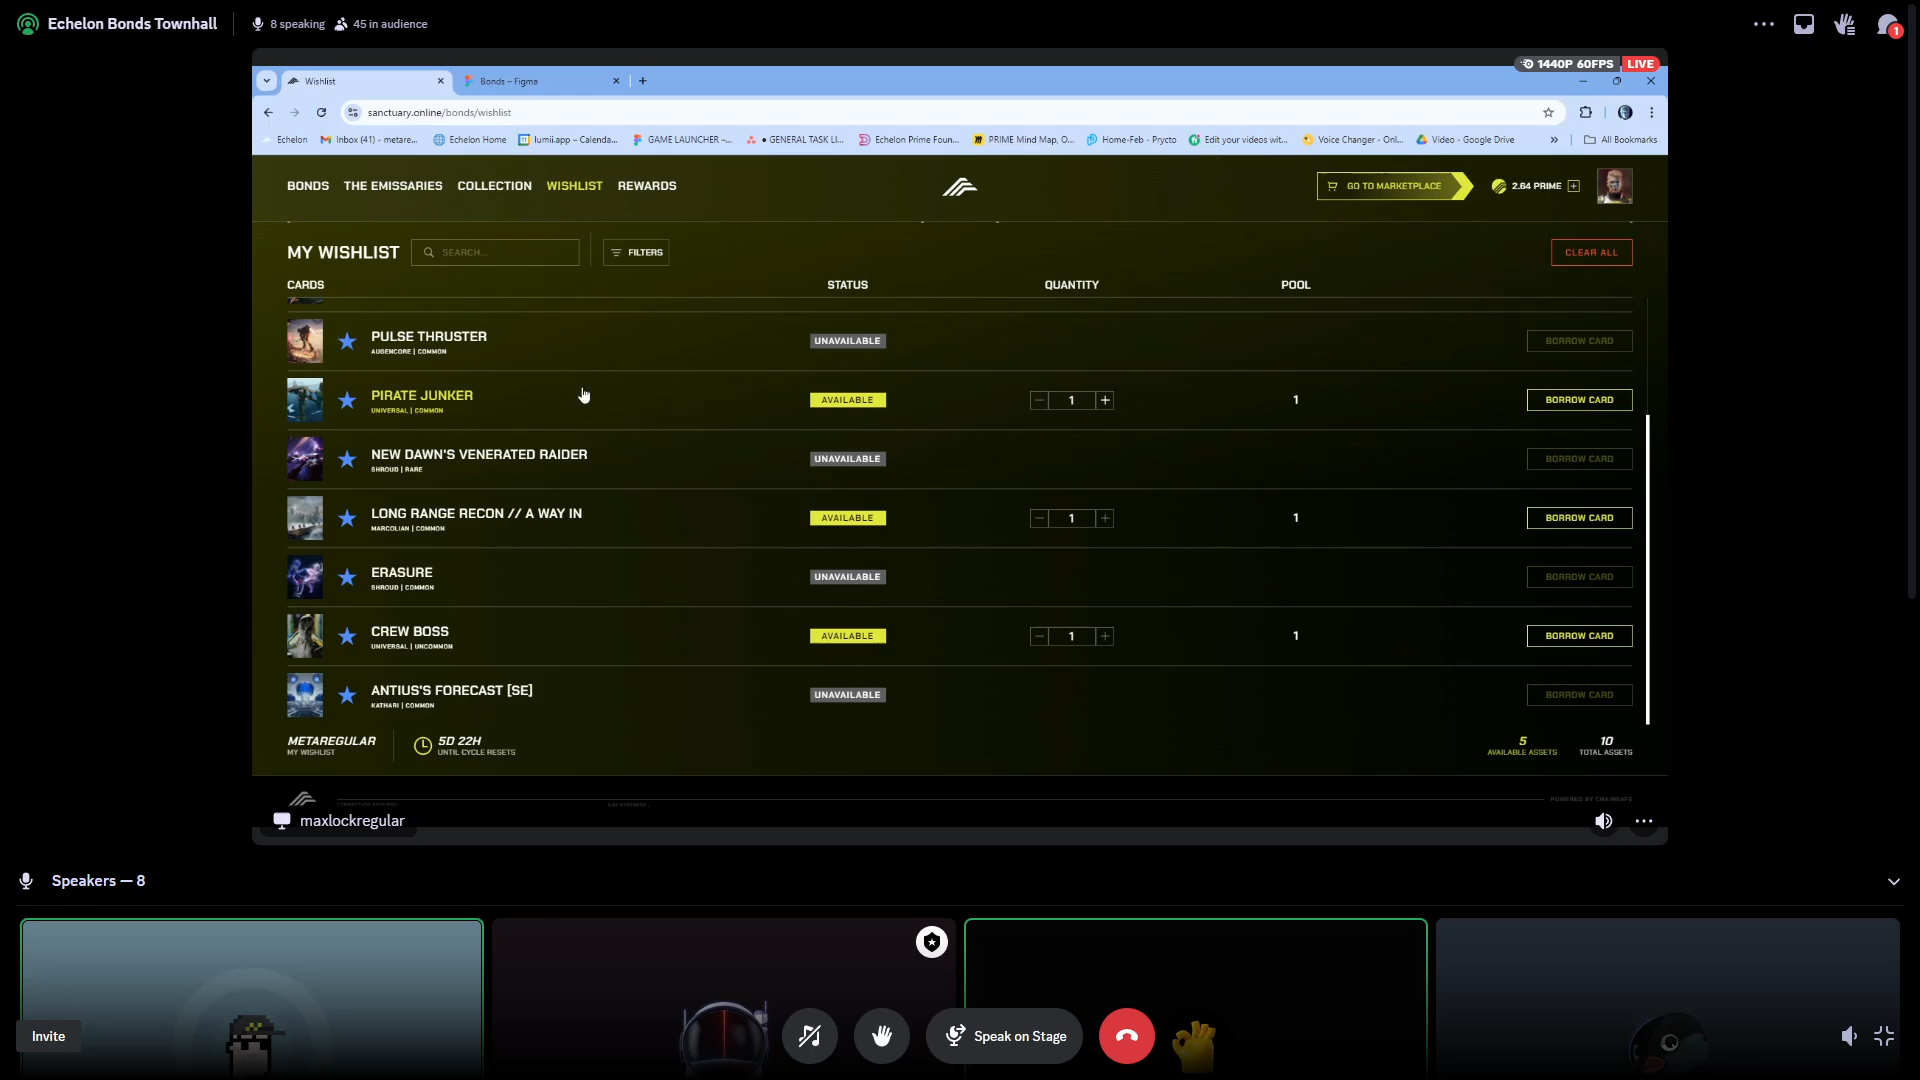 Echelon Bonds Townhall
8 speaking 45 in audience
1
1440P 60FPS LIVE
Wishlist
Bonds – Figma
sanctuary.online/bonds/wishlist
Echelon
Inbox (41) - metare...
Echelon Home
lumii.app – Calenda...
GAME LAUNCHER –...
• GENERAL TASK LI...
Echelon Prime Foun...
PRIME Mind Map, O...
Home-Feb - Prycto
Edit your videos wit...
Voice Changer - Onl...
Video - Google Drive
»
All Bookmarks
BONDS THE EMISSARIES COLLECTION WISHLIST REWARDS
GO TO MARKETPLACE
2.64 PRIME
MY WISHLIST
SEARCH...
FILTERS
CLEAR ALL
CARDS STATUS QUANTITY POOL
PULSE THRUSTER
AUGENCORE | COMMON
UNAVAILABLE
BORROW CARD
PIRATE JUNKER
UNIVERSAL | COMMON
AVAILABLE
1
1
BORROW CARD
NEW DAWN'S VENERATED RAIDER
SHROUD | RARE
UNAVAILABLE
BORROW CARD
LONG RANGE RECON // A WAY IN
MARCOLIAN | COMMON
AVAILABLE
1
1
BORROW CARD
ERASURE
SHROUD | COMMON
UNAVAILABLE
BORROW CARD
CREW BOSS
UNIVERSAL | UNCOMMON
AVAILABLE
1
1
BORROW CARD
ANTIUS'S FORECAST [SE]
KATHARI | COMMON
UNAVAILABLE
BORROW CARD
METAREGULAR
MY WISHLIST
5D 22H
UNTIL CYCLE RESETS
5
AVAILABLE ASSETS
10
TOTAL ASSETS
POWERED BY CHAINSAFE
maxlockregular
Speakers — 8
Invite
Speak on Stage